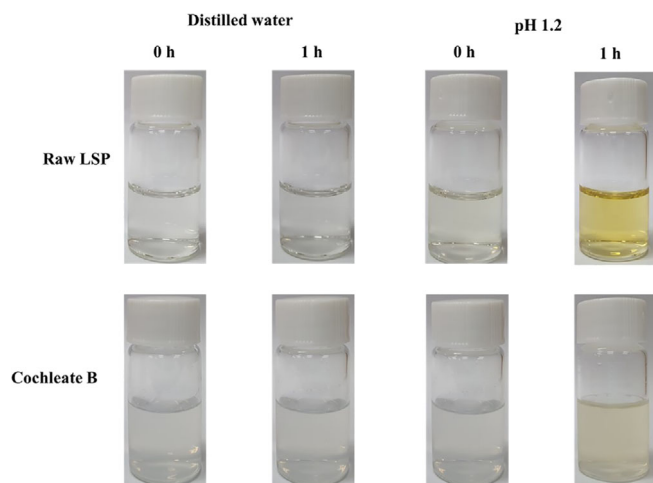 Distilled water
pH 1.2
0 h
1 h
0 h
1 h
Raw LSP
Cochleate B